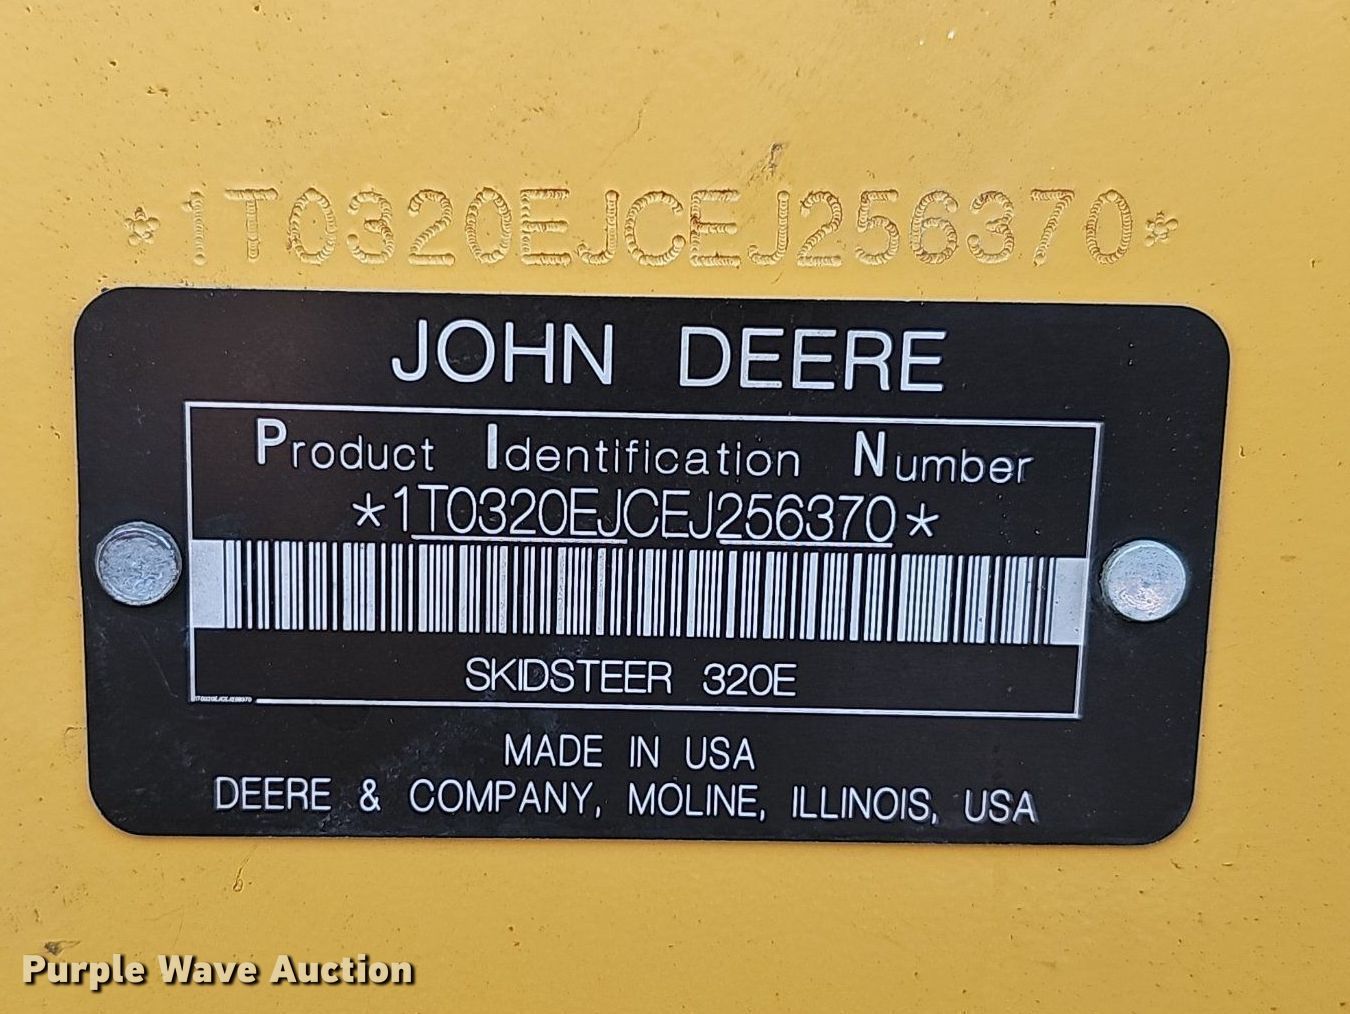 *1T0320EJCEJ256370*
JOHN DEERE
Product Identification Number
*1T0320EJCEJ256370*
SKIDSTEER 320E
1T0320EJCEJ256370
MADE IN USA
DEERE & COMPANY, MOLINE, ILLINOIS, USA
Purple Wave Auction